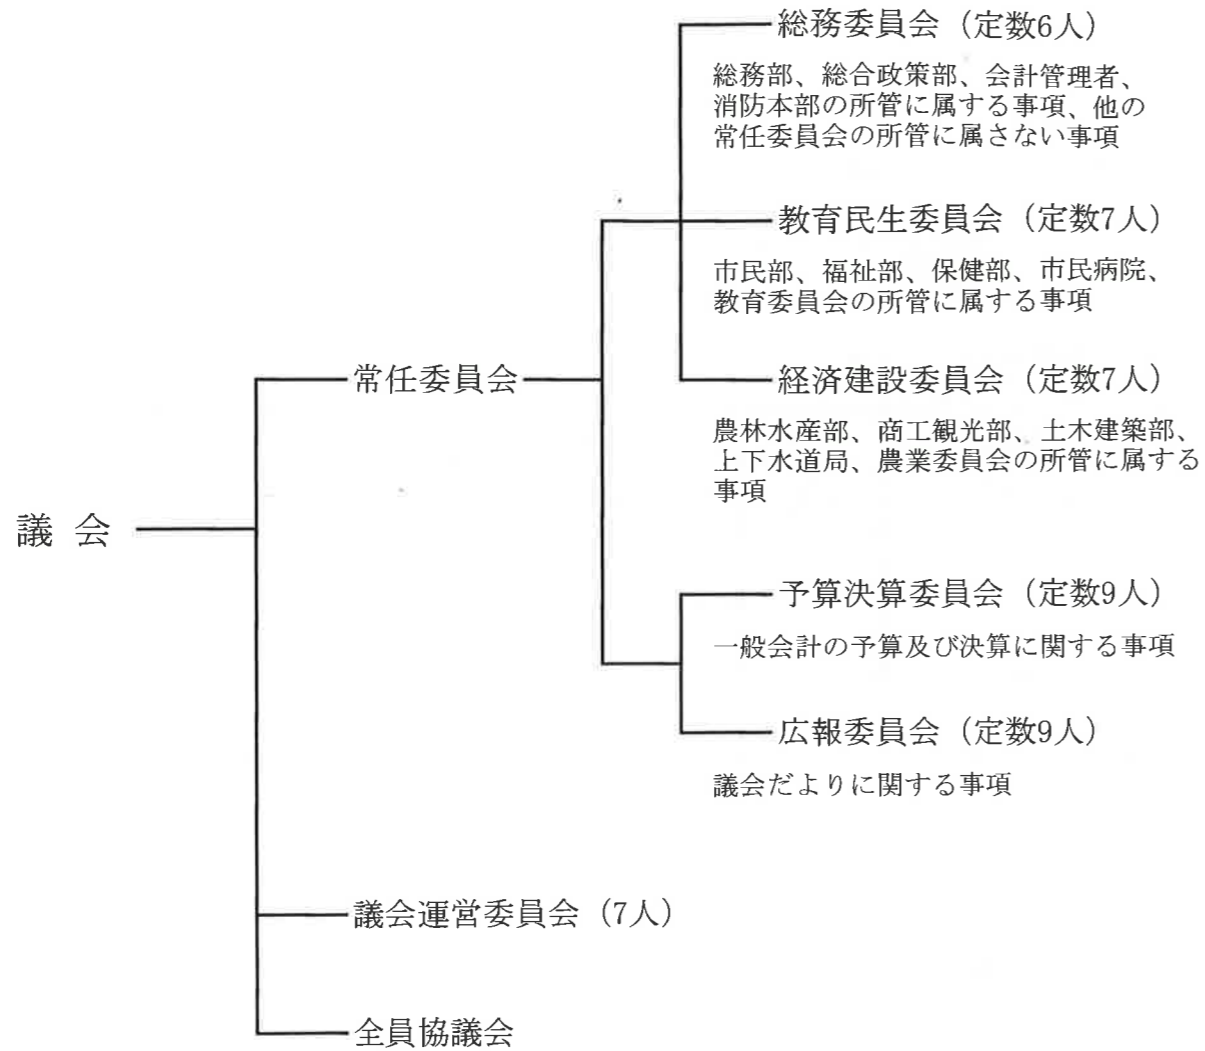 総務委員会（定数6人）
総務部、総合政策部、会計管理者、
消防本部の所管に属する事項、他の
常任委員会の所管に属さない事項
教育民生委員会（定数7人）
市民部、福祉部、保健部、市民病院、
教育委員会の所管に属する事項
常任委員会
経済建設委員会（定数7人）
農林水産部、商工観光部、土木建築部、
上下水道局、農業委員会の所管に属する
事項
議会
予算決算委員会（定数9人）
一般会計の予算及び決算に関する事項
広報委員会（定数9人）
議会だよりに関する事項
議会運営委員会（7人）
全員協議会